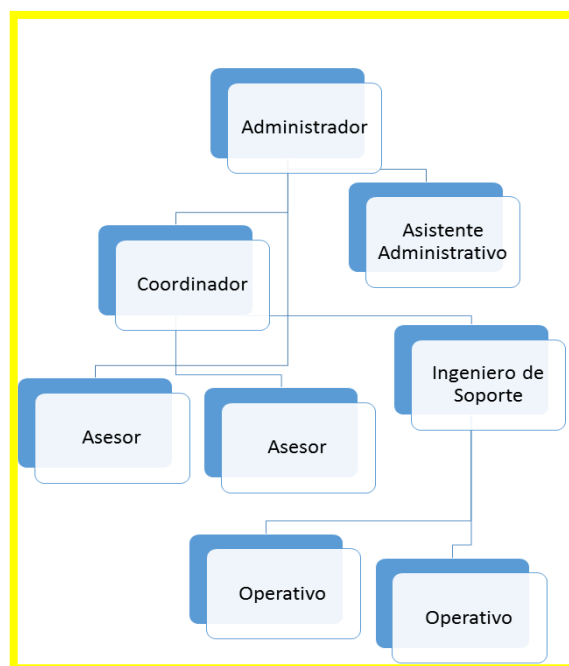 Administrador
Asistente
Administrativo
Coordinador
Ingeniero de
Soporte
Asesor
Asesor
Operativo
Operativo